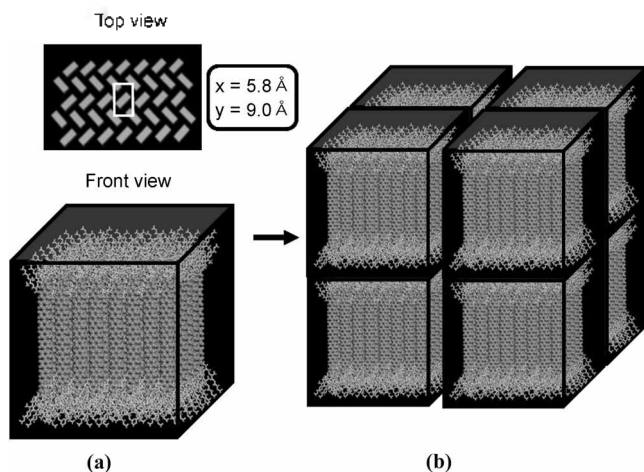 Top view
x = 5.8 Å
y = 9.0 Å
Front view
(a)
(b)